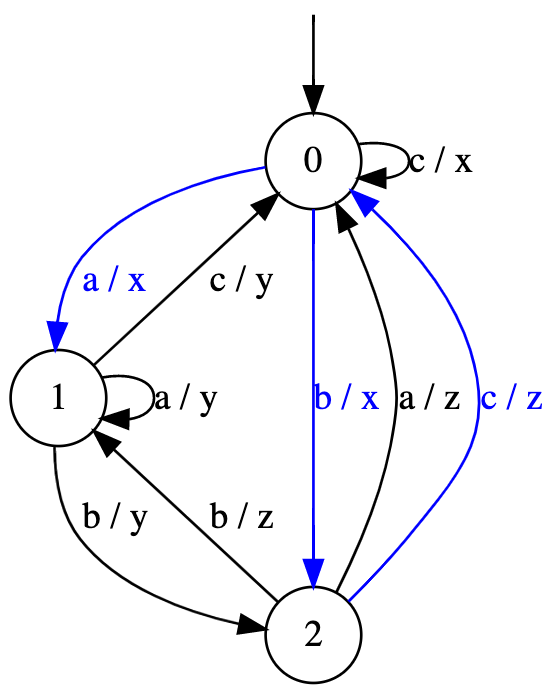 0
c / x
a / x
c / y
1
a / y
b / x
a / z
c / z
b / y
b / z
2